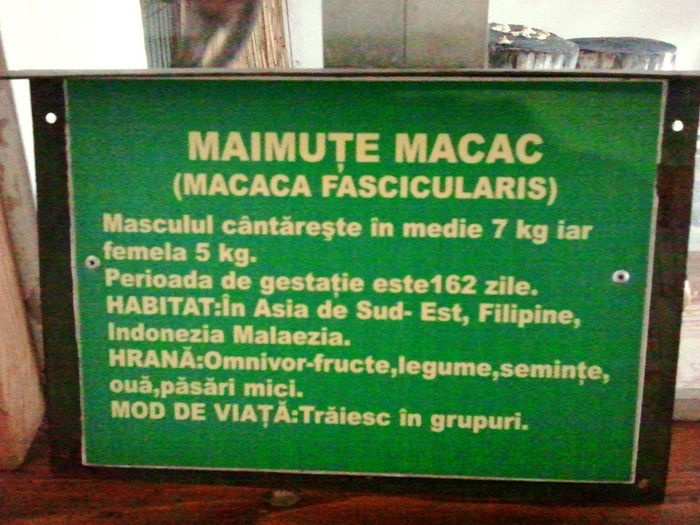 MAIMUȚE MACAC
(MACACA FASCICULARIS)
Masculul cântăreşte în medie 7 kg iar
femela 5 kg.
Perioada de gestație este162 zile.
HABITAT:În Asia de Sud- Est, Filipine,
Indonezia Malaezia.
HRANĂ:Omnivor-fructe,legume,semințe,
ouă,păsări mici.
MOD DE VIAȚĂ:Trăiesc în grupuri.